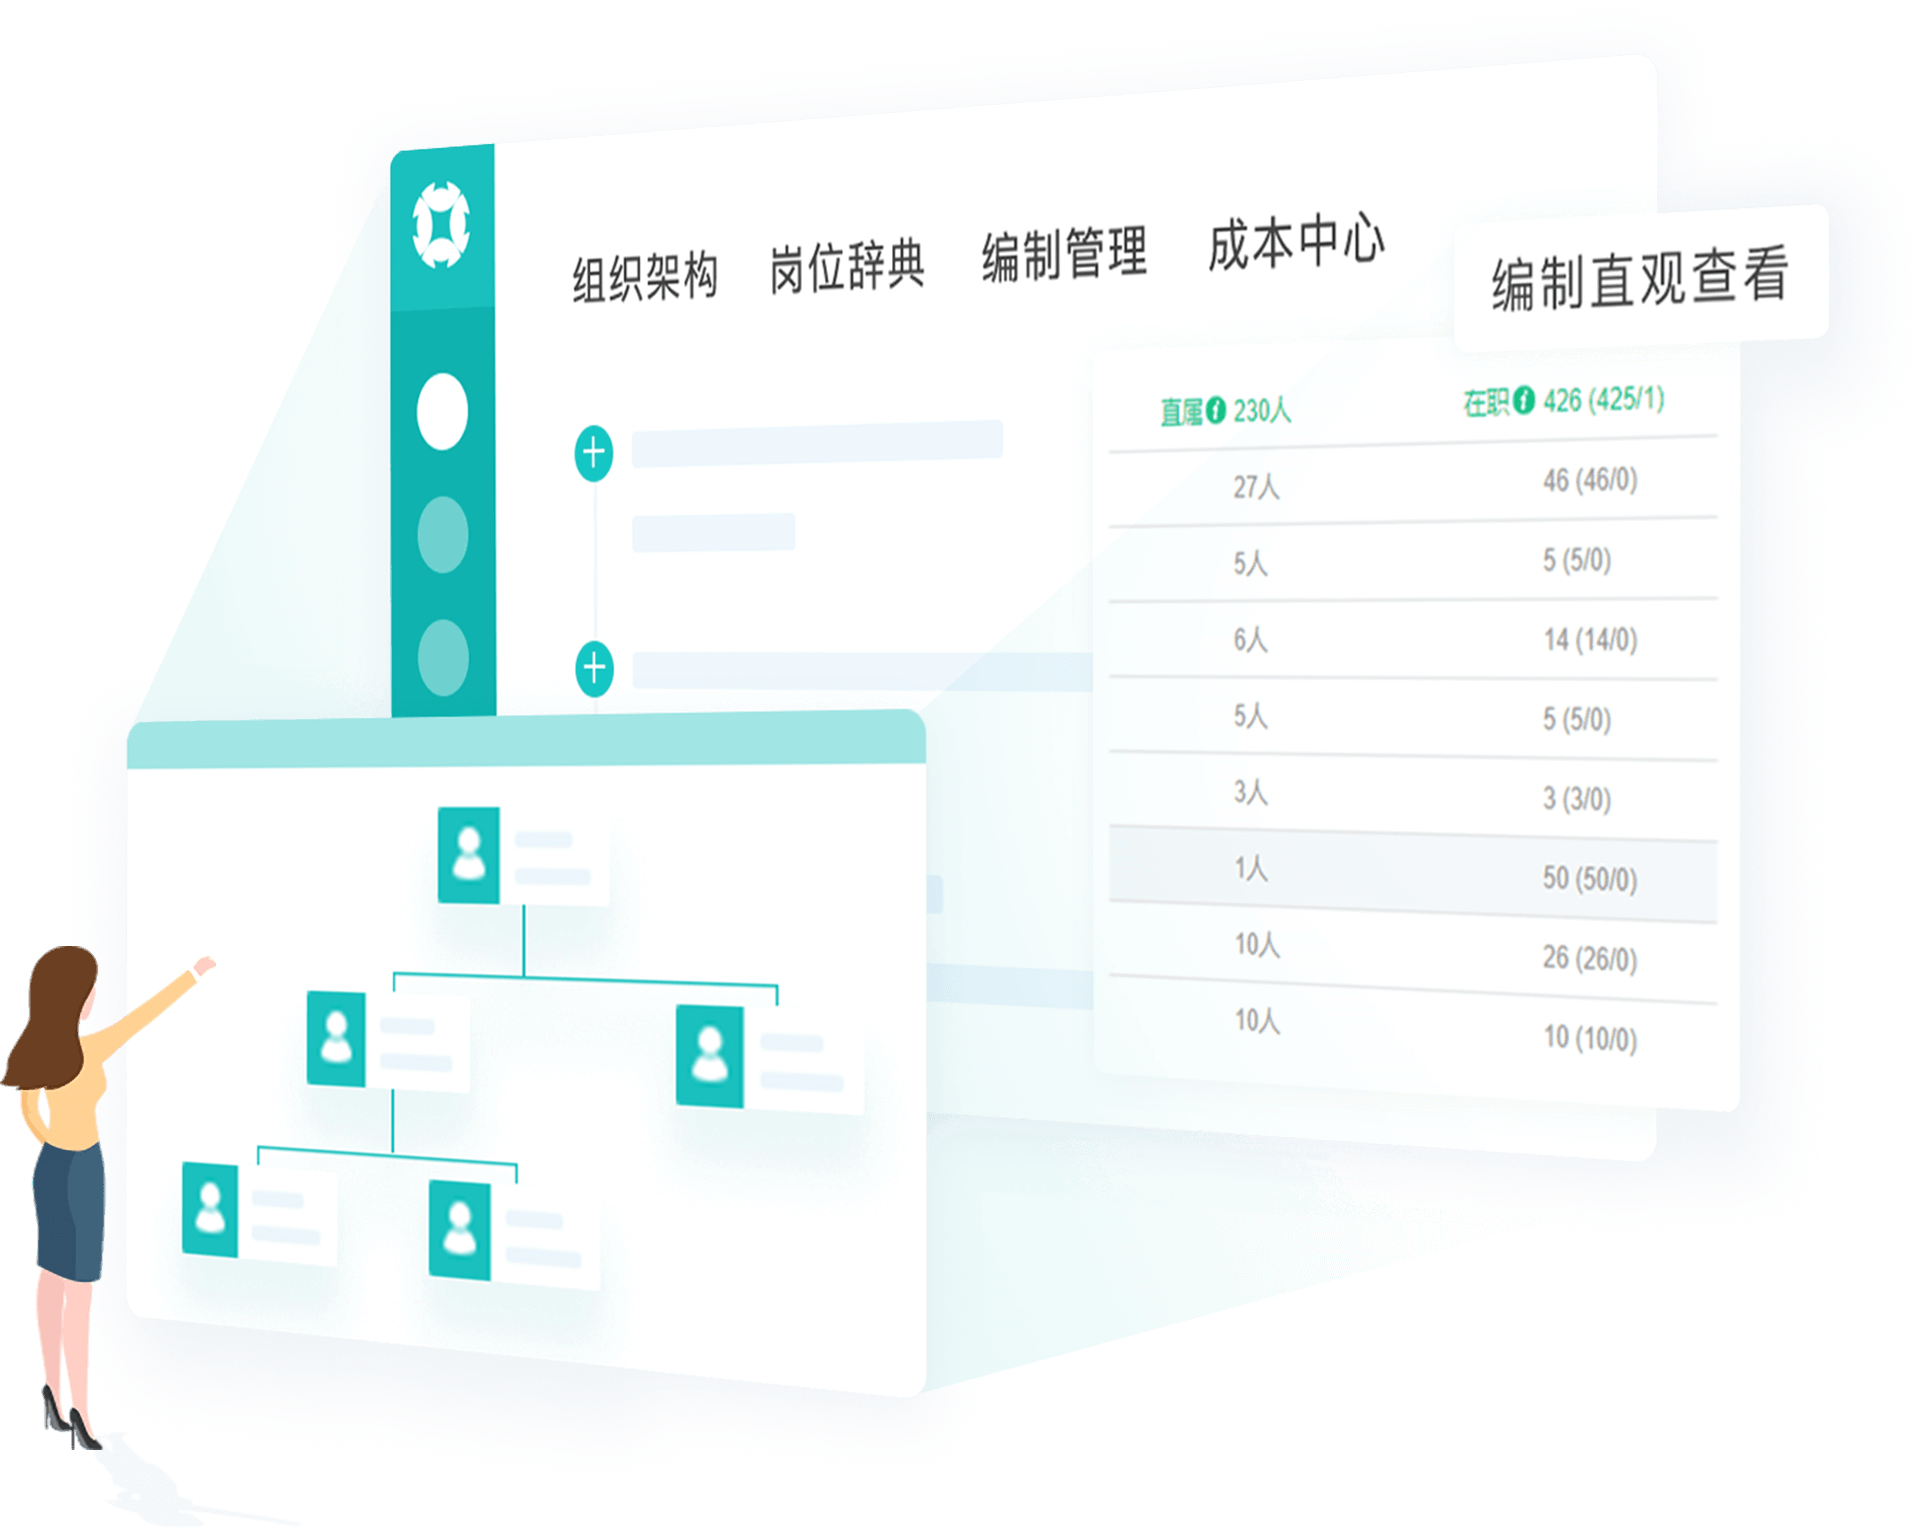 组织架构 岗位辞典 编制管理 成本中心
编制直观查看
直属 230人 在职 426 (425/1)
27人 46 (46/0)
5人 5 (5/0)
6人 14 (14/0)
5人 5 (5/0)
3人 3 (3/0)
1人 50 (50/0)
10人 26 (26/0)
10人 10 (10/0)